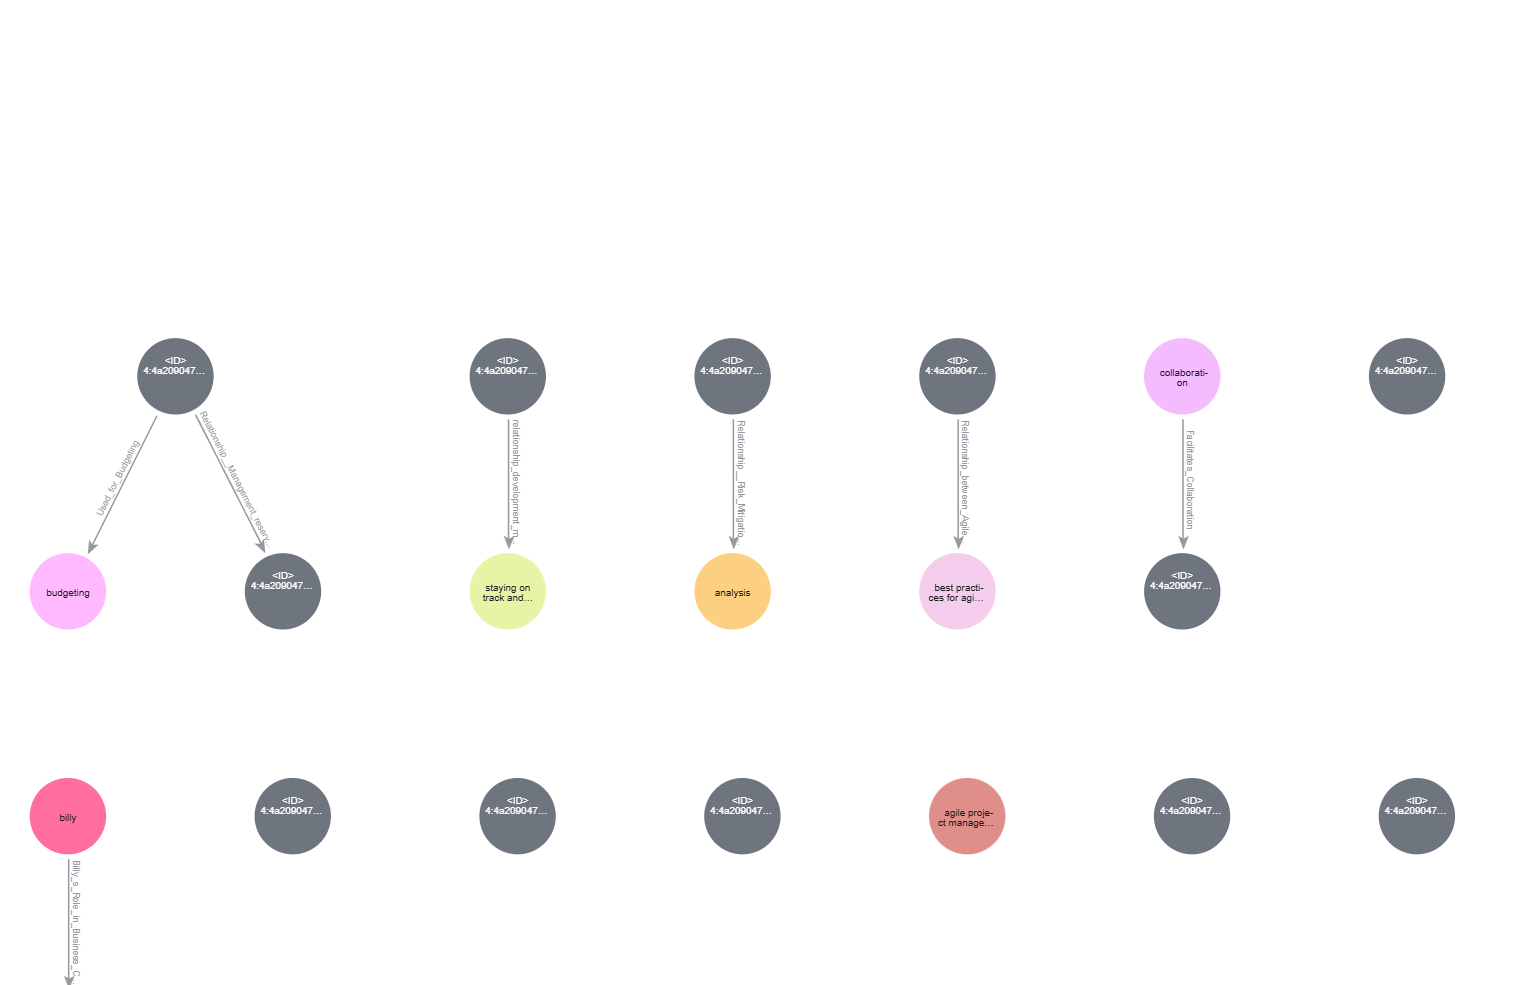 <ID>
4:4a209047...
<ID>
4:4a209047...
<ID>
4:4a209047...
<ID>
4:4a209047...
collaborati-
on
<ID>
4:4a209047...
Used_for_Budgeting
Relationship__Management_reserv...
relationship_development_m...
Relationship__Risk_Mitigatio...
Relationship_between_Agile_...
Facilitates_Collaboration
budgeting
<ID>
4:4a209047...
staying on
track and...
analysis
best practi-
ces for agi...
<ID>
4:4a209047...
billy
<ID>
4:4a209047...
<ID>
4:4a209047...
<ID>
4:4a209047...
agile proje-
ct manage...
<ID>
4:4a209047...
<ID>
4:4a209047...
Billy_s_Role_in_Business_C...